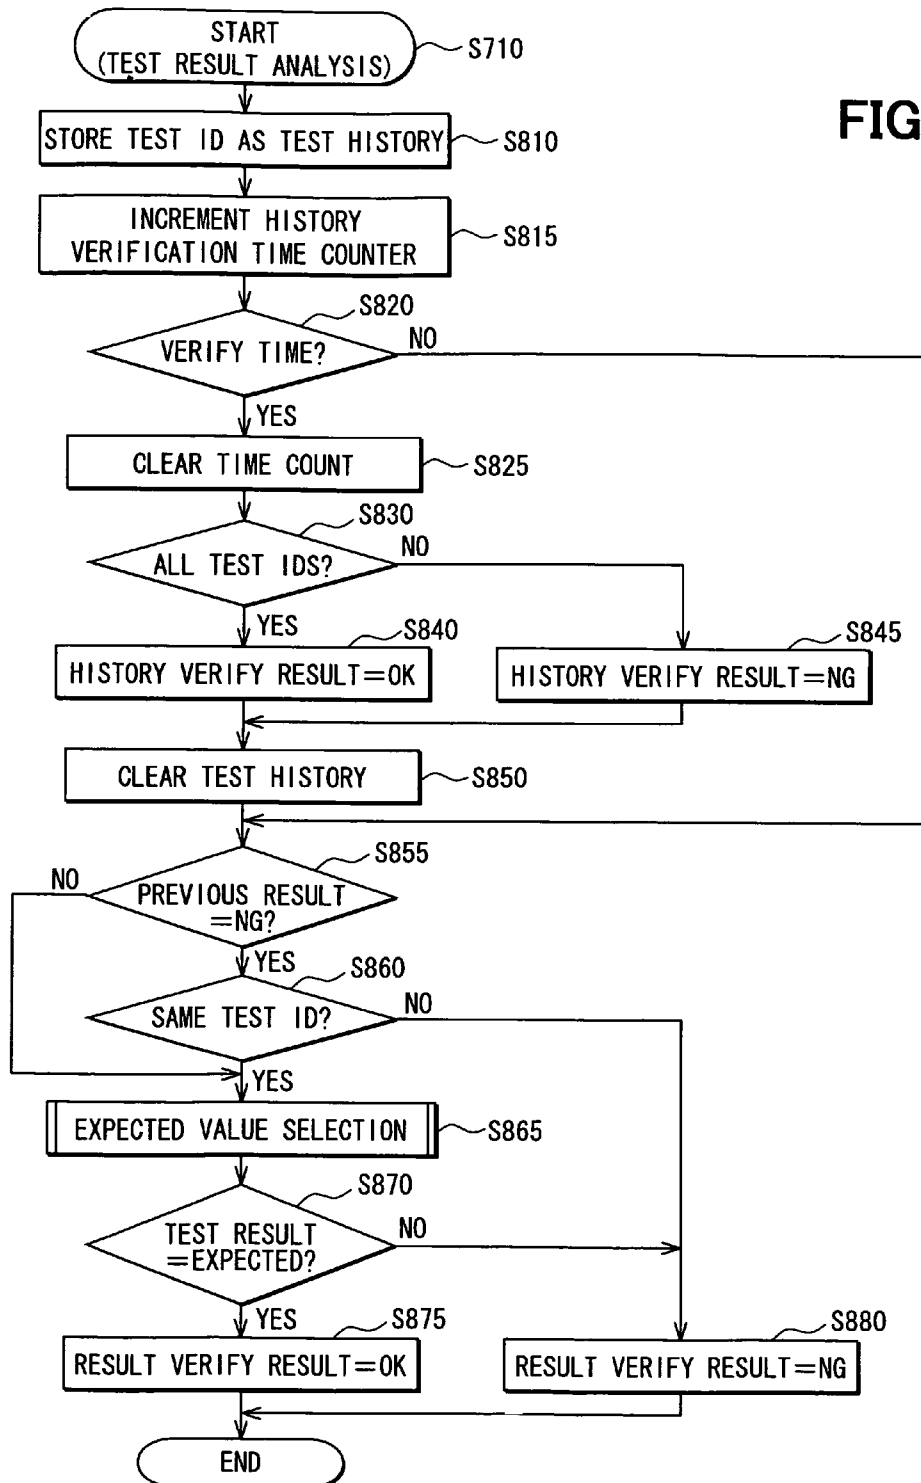 START
(TEST RESULT ANALYSIS)
S710
FIG
STORE TEST ID AS TEST HISTORY
S810
INCREMENT HISTORY
VERIFICATION TIME COUNTER
S815
S820
VERIFY TIME?
NO
YES
CLEAR TIME COUNT
S825
S830
ALL TEST IDS?
NO
YES
S840
HISTORY VERIFY RESULT=OK
S845
HISTORY VERIFY RESULT=NG
CLEAR TEST HISTORY
S850
S855
NO
PREVIOUS RESULT
=NG?
YES
S860
SAME TEST ID?
NO
YES
EXPECTED VALUE SELECTION
S865
S870
TEST RESULT
=EXPECTED?
NO
YES
S875
RESULT VERIFY RESULT=OK
S880
RESULT VERIFY RESULT=NG
END